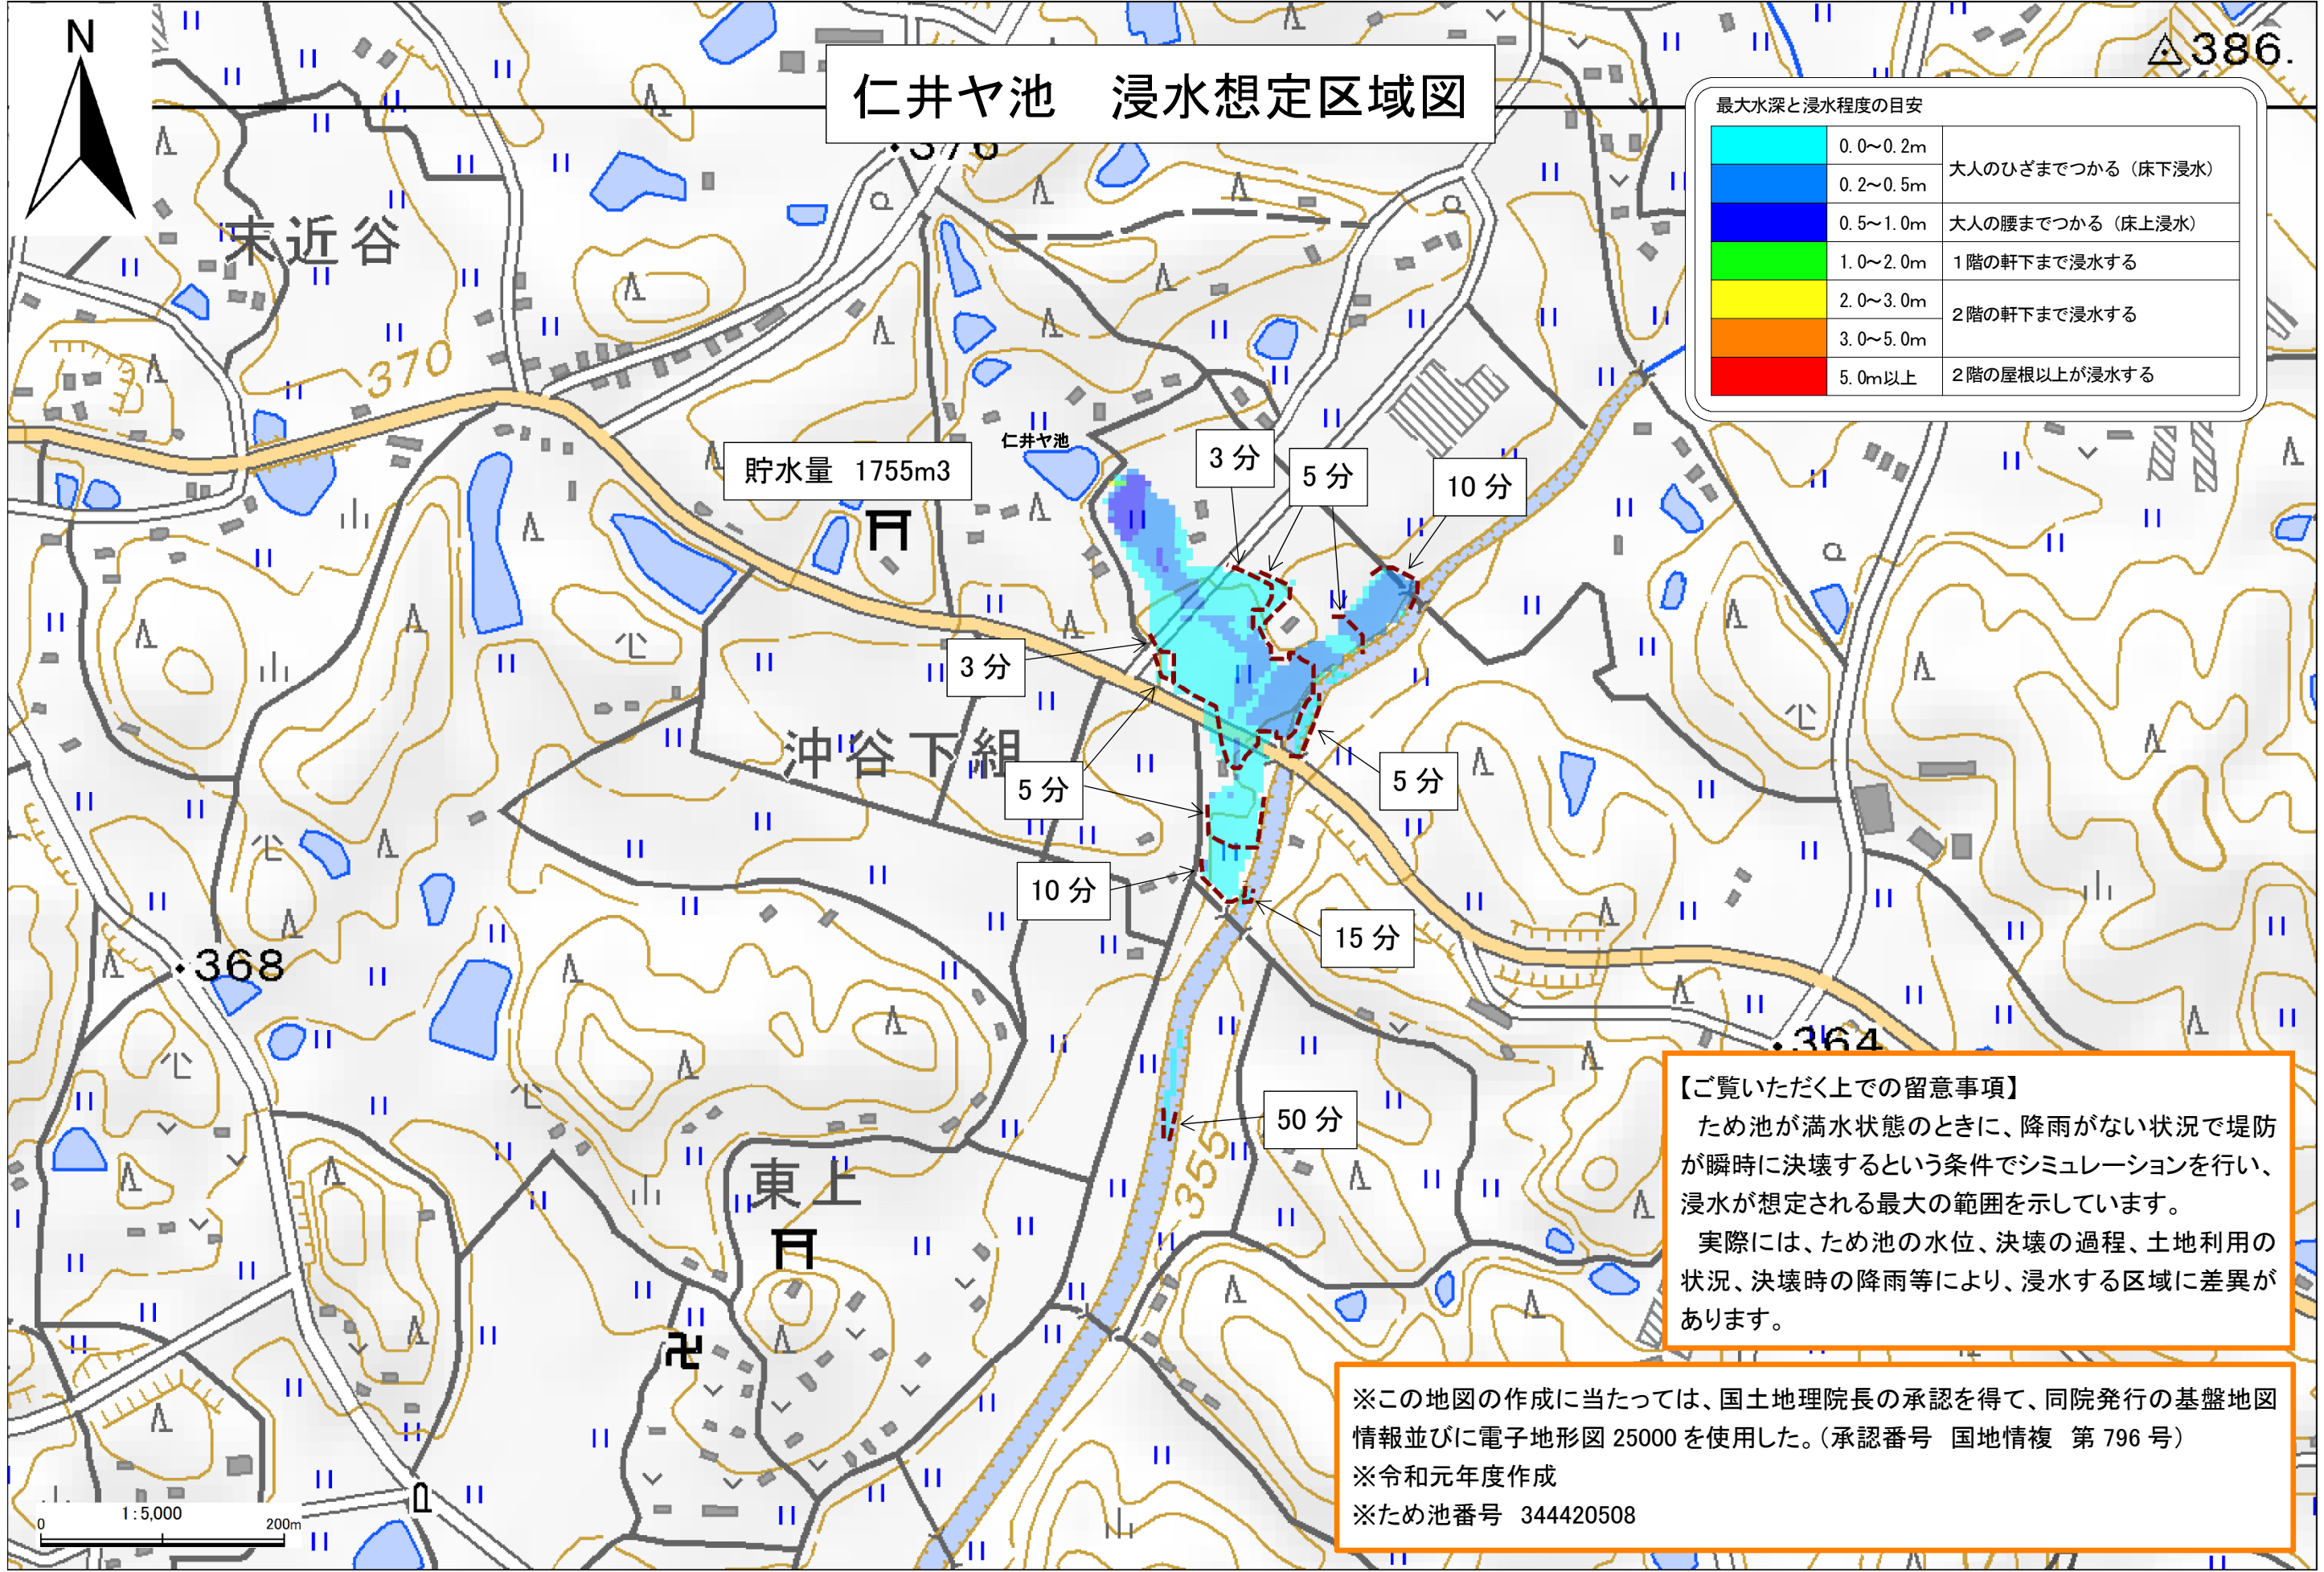 N
仁井ヤ池　浸水想定区域図
386.
最大水深と浸水程度の目安
0.0～0.2m
大人のひざまでつかる（床下浸水）
0.2～0.5m
0.5～1.0m
大人の腰までつかる（床上浸水）
1.0～2.0m
1階の軒下まで浸水する
2.0～3.0m
2階の軒下まで浸水する
3.0～5.0m
5.0m以上
2階の屋根以上が浸水する
376
末近谷
370
仁井ヤ池
貯水量　1755m3
3分
5分
10分
3分
沖谷下組
5分
5分
10分
15分
368
364
50分
355
東上
【ご覧いただく上での留意事項】
ため池が満水状態のときに、降雨がない状況で堤防
が瞬時に決壊するという条件でシミュレーションを行い、
浸水が想定される最大の範囲を示しています。
実際には、ため池の水位、決壊の過程、土地利用の
状況、決壊時の降雨等により、浸水する区域に差異が
あります。
※この地図の作成に当たっては、国土地理院長の承認を得て、同院発行の基盤地図
情報並びに電子地形図 25000 を使用した。（承認番号　国地情複　第 796 号）
※令和元年度作成
※ため池番号　344420508
1:5,000
0 200m